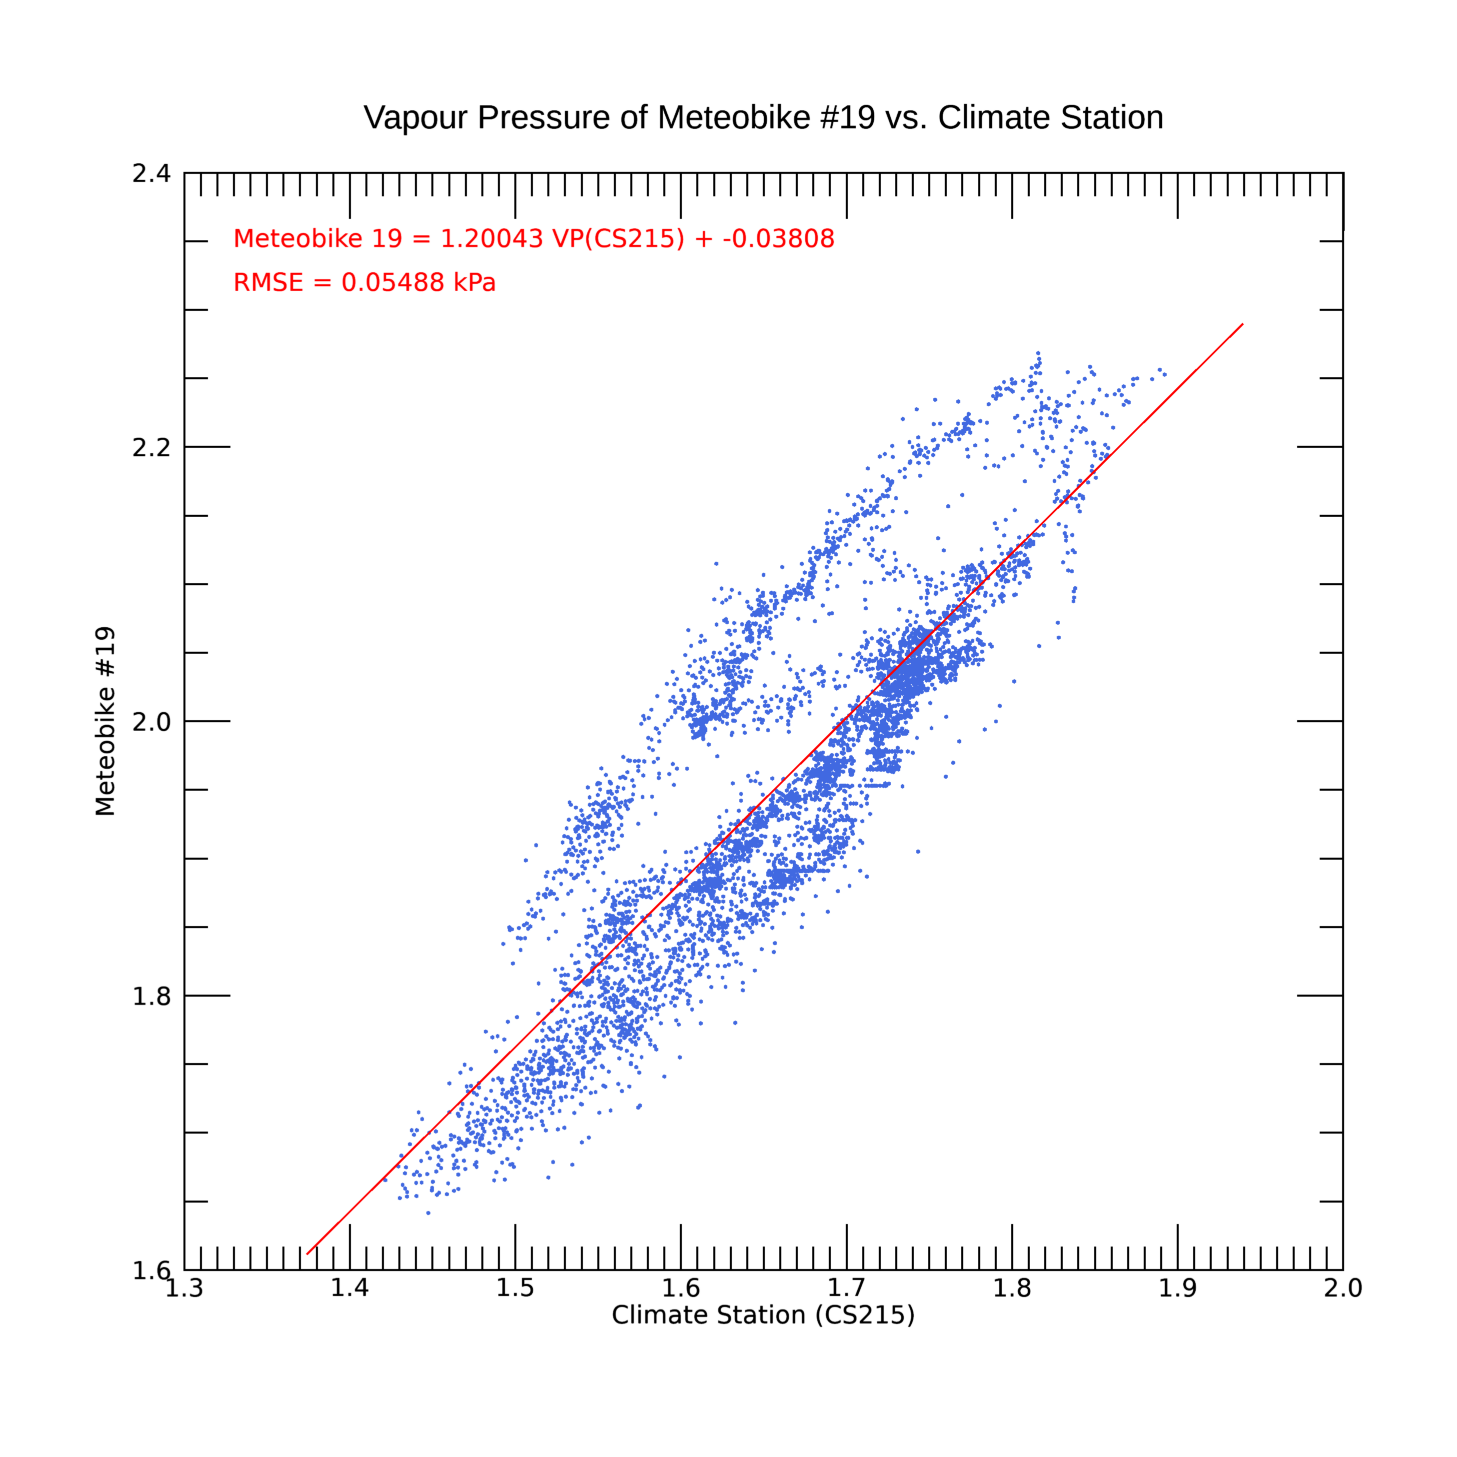 Vapour Pressure of Meteobike #19 vs. Climate Station
2.4
Meteobike 19 = 1.20043 VP(CS215) + -0.03808
RMSE = 0.05488 kPa
2.2
Meteobike #19
2.0
1.8
1.6
1.3 1.4 1.5 1.6 1.7 1.8 1.9 2.0
Climate Station (CS215)